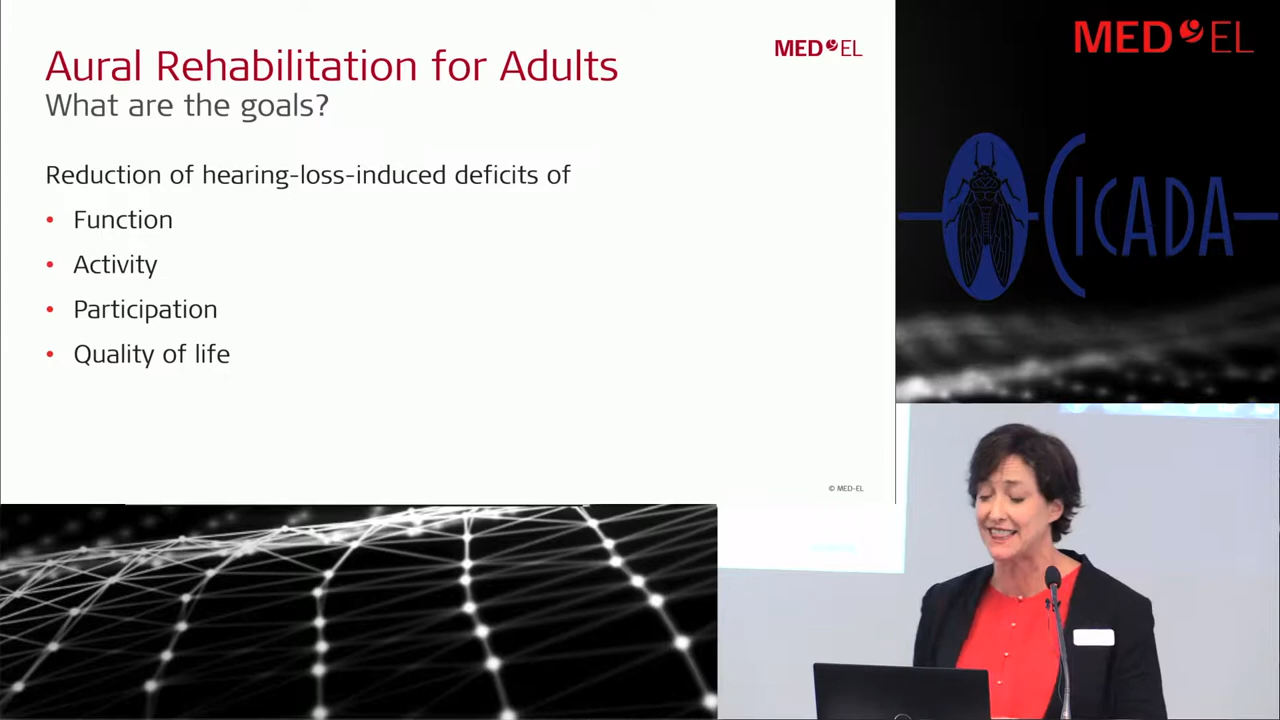 Aural Rehabilitation for Adults
What are the goals?
MED EL
Reduction of hearing-loss-induced deficits of
• Function
• Activity
• Participation
• Quality of life
© MED-EL
MED EL
CICADA